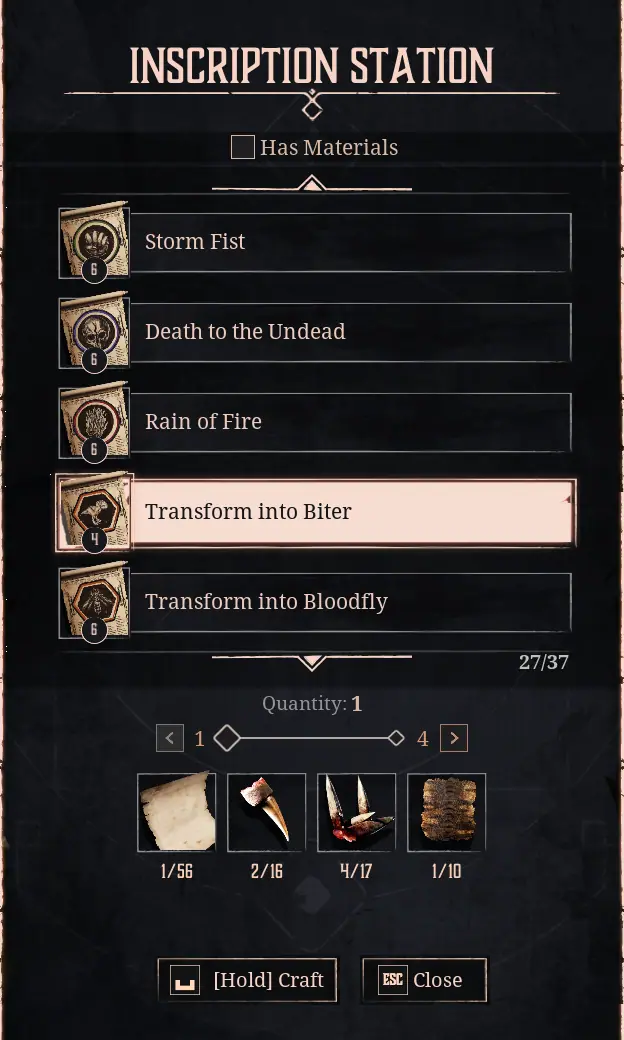 INSCRIPTION STATION
Has Materials
6
Storm Fist
6
Death to the Undead
6
Rain of Fire
4
Transform into Biter
6
Transform into Bloodfly
27/37
Quantity: 1
1 4
1/56 2/16 4/17 1/10
[Hold] Craft ESC Close